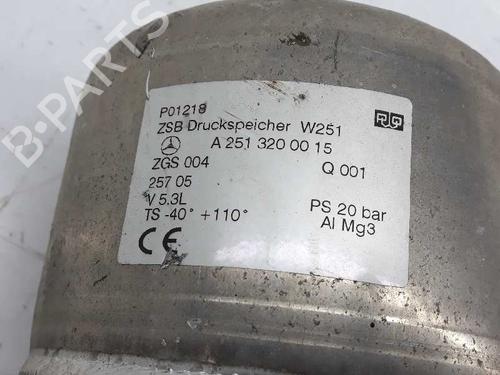 B-PARTS
P01218
ZSB Druckspeicher W251
A 251 320 00 15
ZGS 004 Q 001
257 05
V 5.3L
TS -40° +110° PS 20 bar
Al Mg3
CE